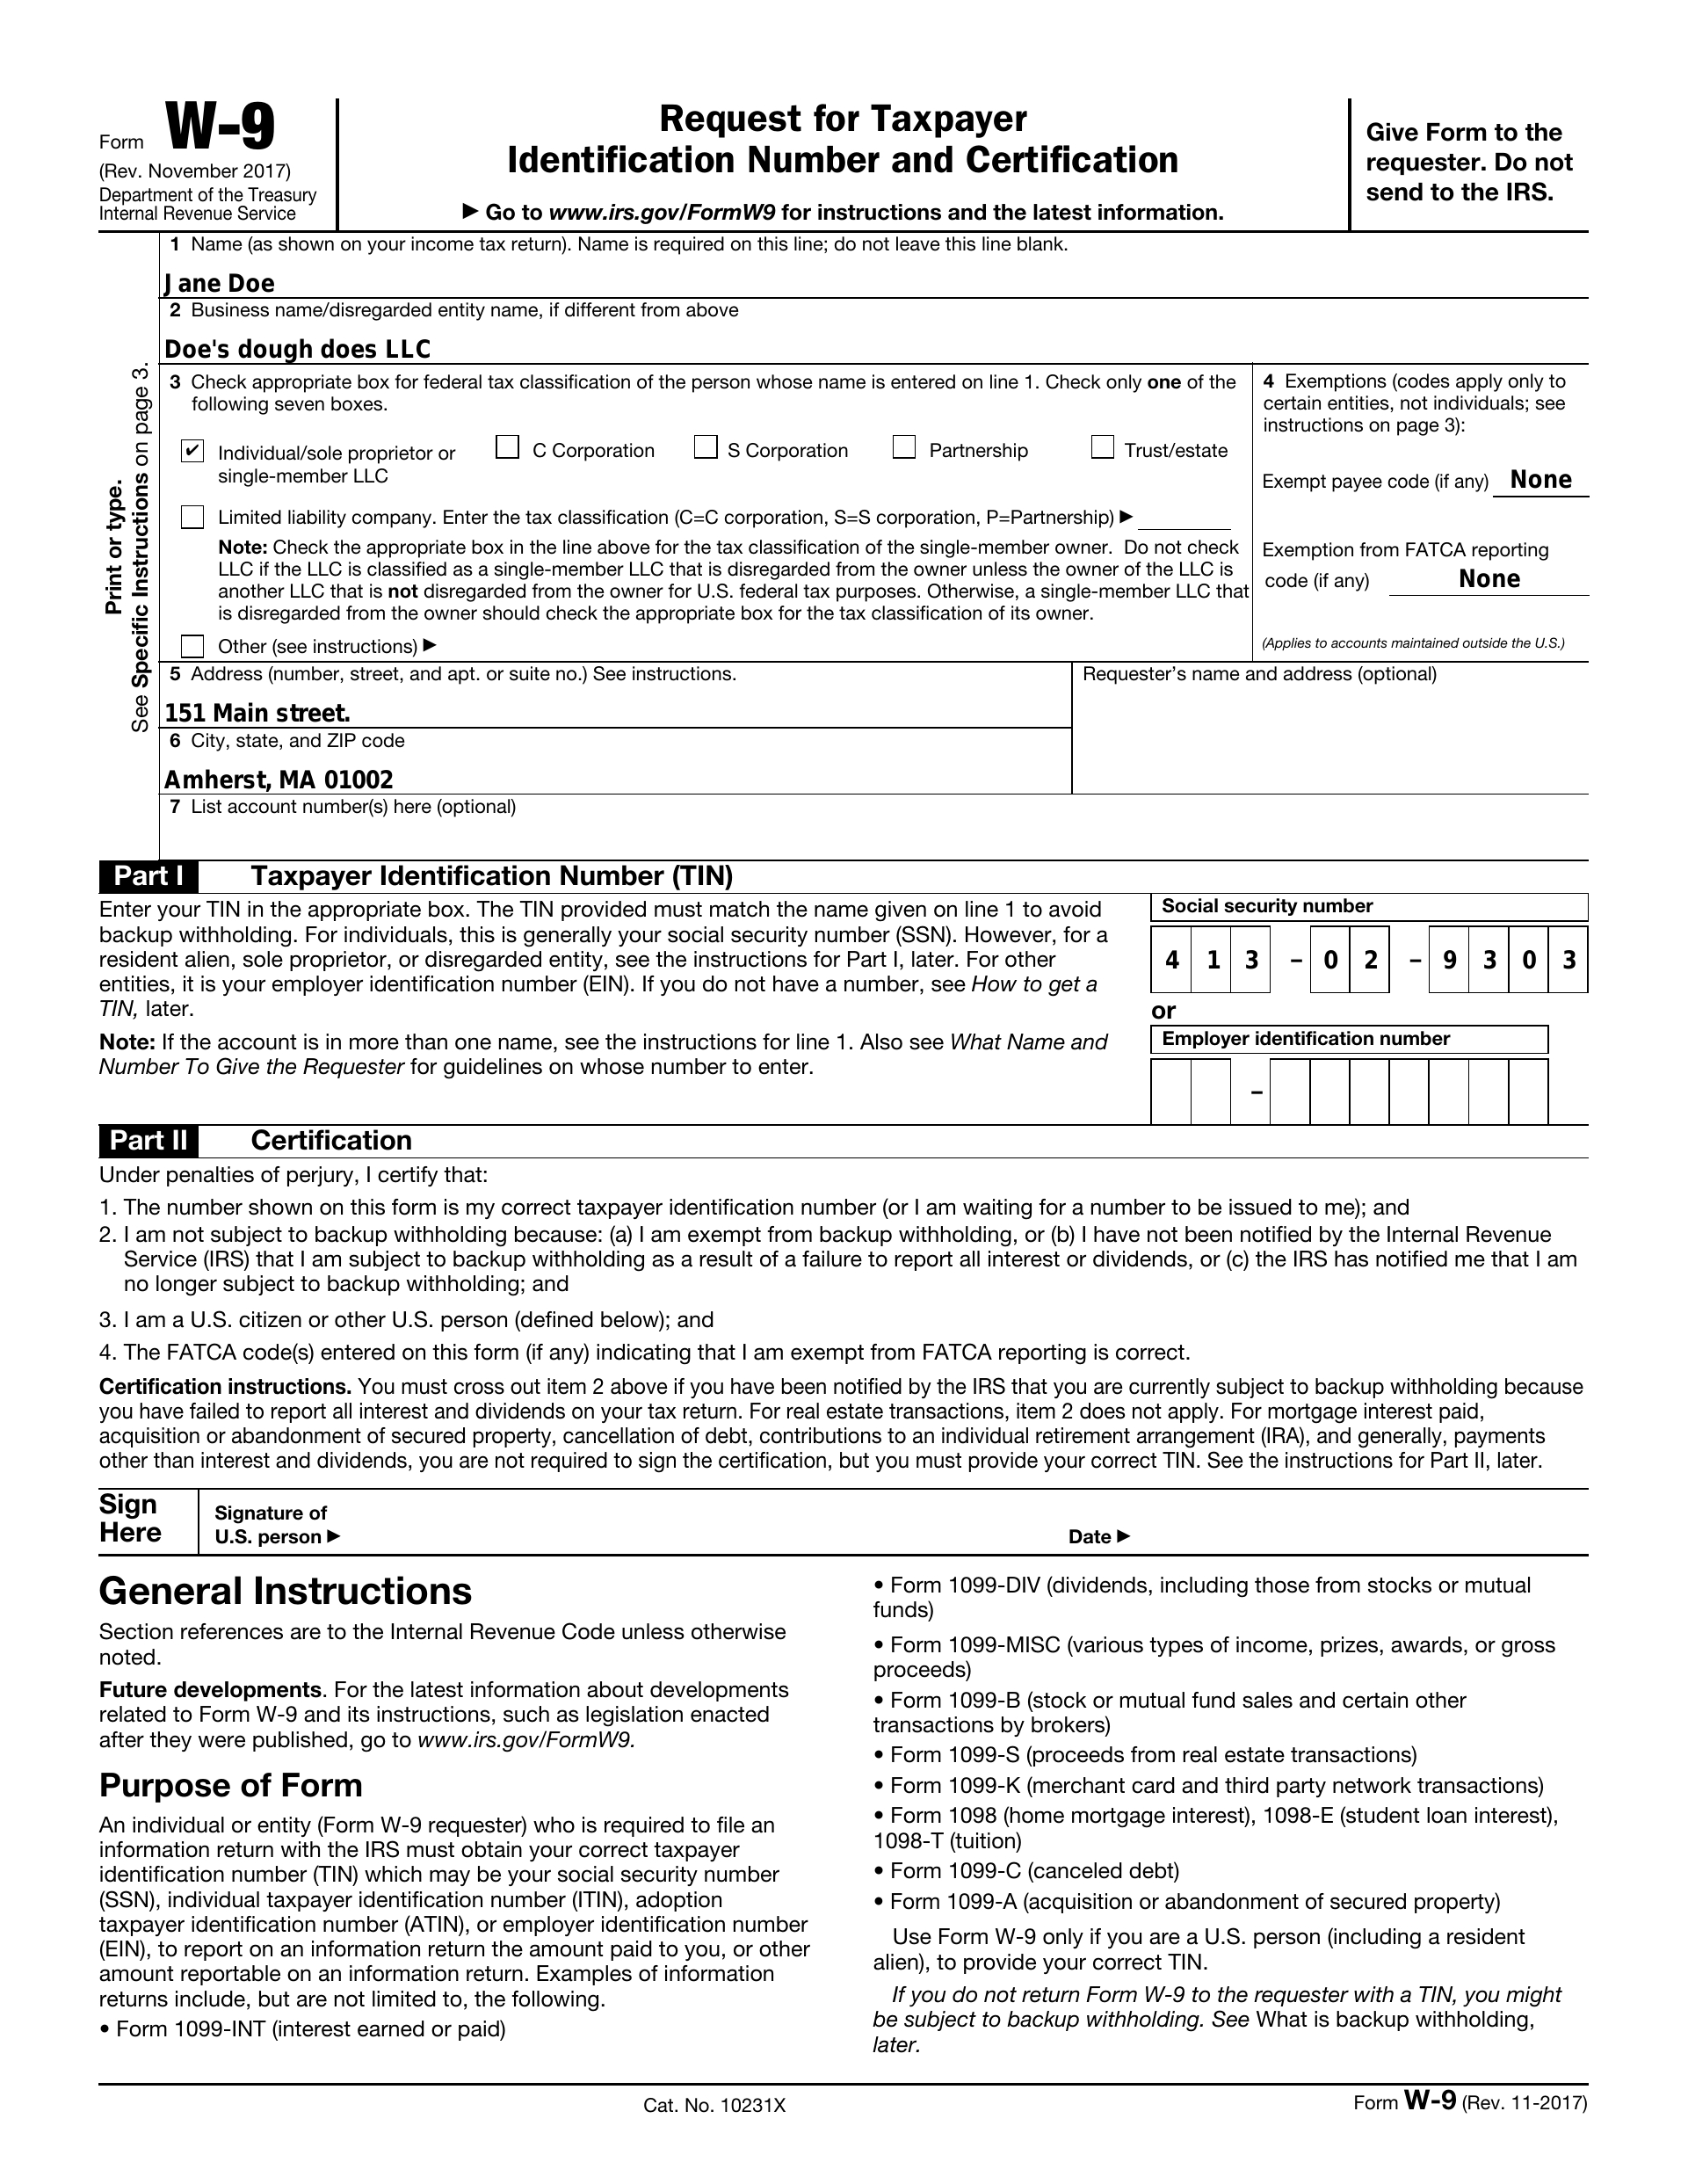 Form W-9
(Rev. November 2017)
Department of the Treasury
Internal Revenue Service
Request for Taxpayer
Identification Number and Certification
▶ Go to www.irs.gov/FormW9 for instructions and the latest information.
Give Form to the
requester. Do not
send to the IRS.
Print or type.
See Specific Instructions on page 3.
1 Name (as shown on your income tax return). Name is required on this line; do not leave this line blank.
Jane Doe
2 Business name/disregarded entity name, if different from above
Doe's dough does LLC
3 Check appropriate box for federal tax classification of the person whose name is entered on line 1. Check only one of the
following seven boxes.
✔ Individual/sole proprietor or
single-member LLC
C Corporation
S Corporation
Partnership
Trust/estate
Limited liability company. Enter the tax classification (C=C corporation, S=S corporation, P=Partnership) ▶
Note: Check the appropriate box in the line above for the tax classification of the single-member owner. Do not check
LLC if the LLC is classified as a single-member LLC that is disregarded from the owner unless the owner of the LLC is
another LLC that is not disregarded from the owner for U.S. federal tax purposes. Otherwise, a single-member LLC that
is disregarded from the owner should check the appropriate box for the tax classification of its owner.
Other (see instructions) ▶
4 Exemptions (codes apply only to
certain entities, not individuals; see
instructions on page 3):
Exempt payee code (if any) None
Exemption from FATCA reporting
code (if any) None
(Applies to accounts maintained outside the U.S.)
5 Address (number, street, and apt. or suite no.) See instructions.
151 Main street.
6 City, state, and ZIP code
Amherst, MA 01002
Requester’s name and address (optional)
7 List account number(s) here (optional)
Part I Taxpayer Identification Number (TIN)
Enter your TIN in the appropriate box. The TIN provided must match the name given on line 1 to avoid
backup withholding. For individuals, this is generally your social security number (SSN). However, for a
resident alien, sole proprietor, or disregarded entity, see the instructions for Part I, later. For other
entities, it is your employer identification number (EIN). If you do not have a number, see How to get a
TIN, later.
Note: If the account is in more than one name, see the instructions for line 1. Also see What Name and
Number To Give the Requester for guidelines on whose number to enter.
Social security number
4 1 3 – 0 2 – 9 3 0 3
or
Employer identification number
–
Part II Certification
Under penalties of perjury, I certify that:
1. The number shown on this form is my correct taxpayer identification number (or I am waiting for a number to be issued to me); and
2. I am not subject to backup withholding because: (a) I am exempt from backup withholding, or (b) I have not been notified by the Internal Revenue
Service (IRS) that I am subject to backup withholding as a result of a failure to report all interest or dividends, or (c) the IRS has notified me that I am
no longer subject to backup withholding; and
3. I am a U.S. citizen or other U.S. person (defined below); and
4. The FATCA code(s) entered on this form (if any) indicating that I am exempt from FATCA reporting is correct.
Certification instructions. You must cross out item 2 above if you have been notified by the IRS that you are currently subject to backup withholding because
you have failed to report all interest and dividends on your tax return. For real estate transactions, item 2 does not apply. For mortgage interest paid,
acquisition or abandonment of secured property, cancellation of debt, contributions to an individual retirement arrangement (IRA), and generally, payments
other than interest and dividends, you are not required to sign the certification, but you must provide your correct TIN. See the instructions for Part II, later.
Sign
Here
Signature of
U.S. person ▶
Date ▶
General Instructions
Section references are to the Internal Revenue Code unless otherwise
noted.
Future developments. For the latest information about developments
related to Form W-9 and its instructions, such as legislation enacted
after they were published, go to www.irs.gov/FormW9.
Purpose of Form
An individual or entity (Form W-9 requester) who is required to file an
information return with the IRS must obtain your correct taxpayer
identification number (TIN) which may be your social security number
(SSN), individual taxpayer identification number (ITIN), adoption
taxpayer identification number (ATIN), or employer identification number
(EIN), to report on an information return the amount paid to you, or other
amount reportable on an information return. Examples of information
returns include, but are not limited to, the following.
• Form 1099-INT (interest earned or paid)
• Form 1099-DIV (dividends, including those from stocks or mutual
funds)
• Form 1099-MISC (various types of income, prizes, awards, or gross
proceeds)
• Form 1099-B (stock or mutual fund sales and certain other
transactions by brokers)
• Form 1099-S (proceeds from real estate transactions)
• Form 1099-K (merchant card and third party network transactions)
• Form 1098 (home mortgage interest), 1098-E (student loan interest),
1098-T (tuition)
• Form 1099-C (canceled debt)
• Form 1099-A (acquisition or abandonment of secured property)
Use Form W-9 only if you are a U.S. person (including a resident
alien), to provide your correct TIN.
If you do not return Form W-9 to the requester with a TIN, you might
be subject to backup withholding. See What is backup withholding,
later.
Cat. No. 10231X
Form W-9 (Rev. 11-2017)